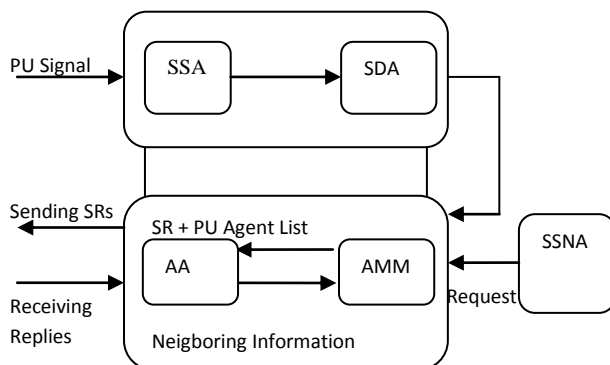 PU Signal
SSA
SDA
Sending SRs
SR + PU Agent List
AA
AMM
SSNA
Request
Receiving
Replies
Neigboring Information